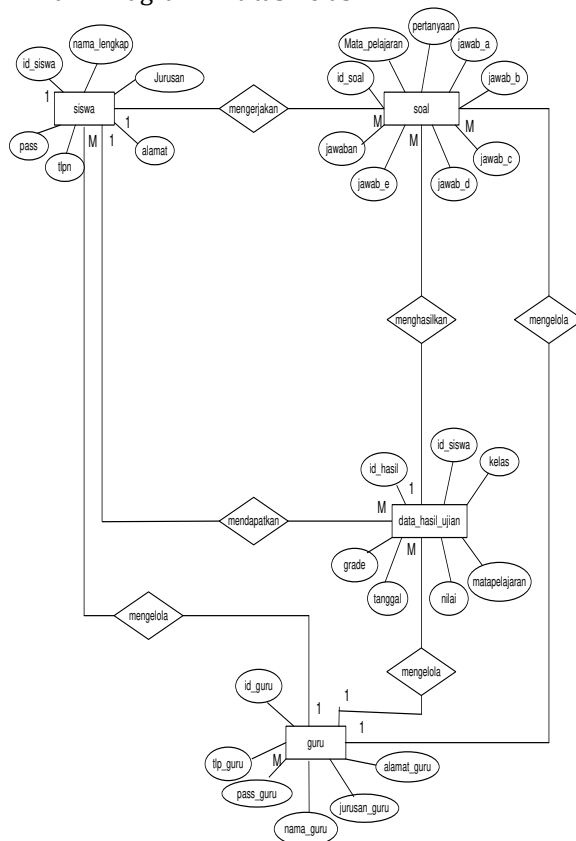 nama_lengkap
id_siswa
Jurusan
1
siswa
M
1
1
pass
tlpn
alamat
mengerjakan
pertanyaan
Mata_pelajaran
jawab_a
id_soal
jawab_b
soal
M
M
M
jawaban
jawab_c
jawab_e
jawab_d
menghasilkan
mengelola
id_siswa
id_hasil
kelas
1
M
mendapatkan
data_hasil_ujian
M
grade
matapelajaran
tanggal
nilai
mengelola
mengelola
id_guru
1
1
1
guru
tlp_guru
M
alamat_guru
pass_guru
jurusan_guru
nama_guru